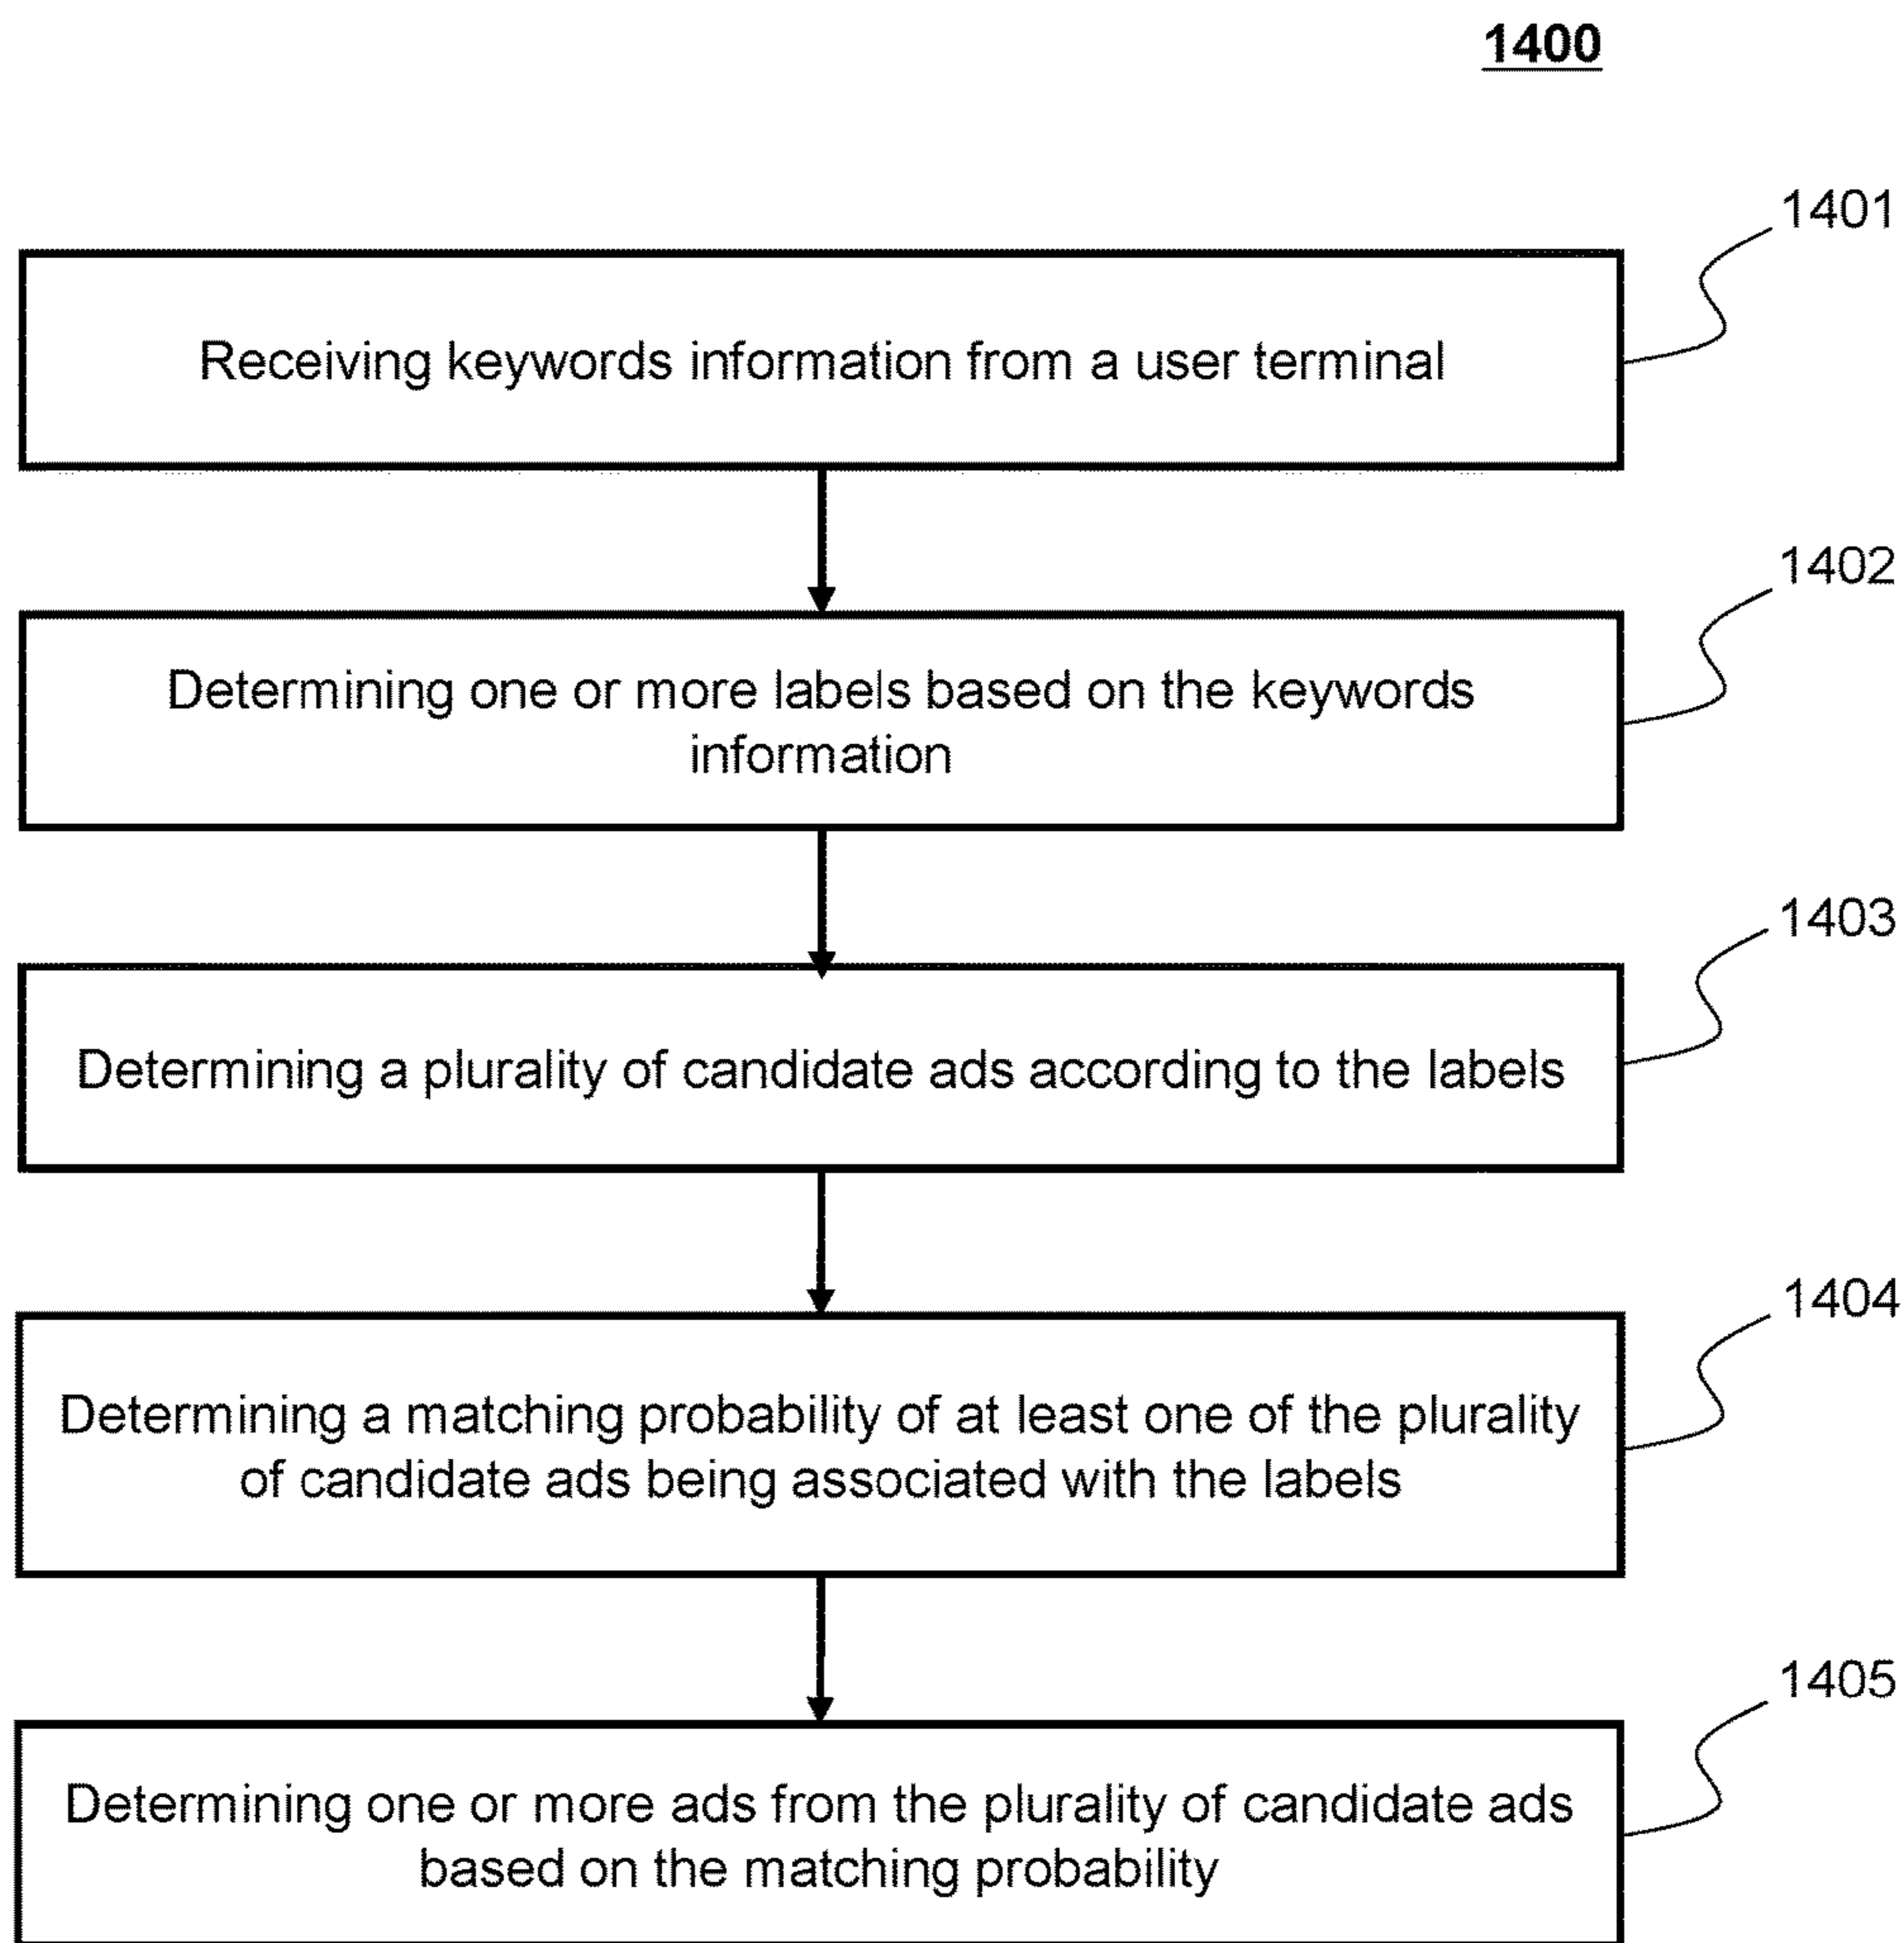 1400
1401
Receiving keywords information from a user terminal
1402
Determining one or more labels based on the keywords
information
1403
Determining a plurality of candidate ads according to the labels
1404
Determining a matching probability of at least one of the plurality
of candidate ads being associated with the labels
1405
Determining one or more ads from the plurality of candidate ads
based on the matching probability